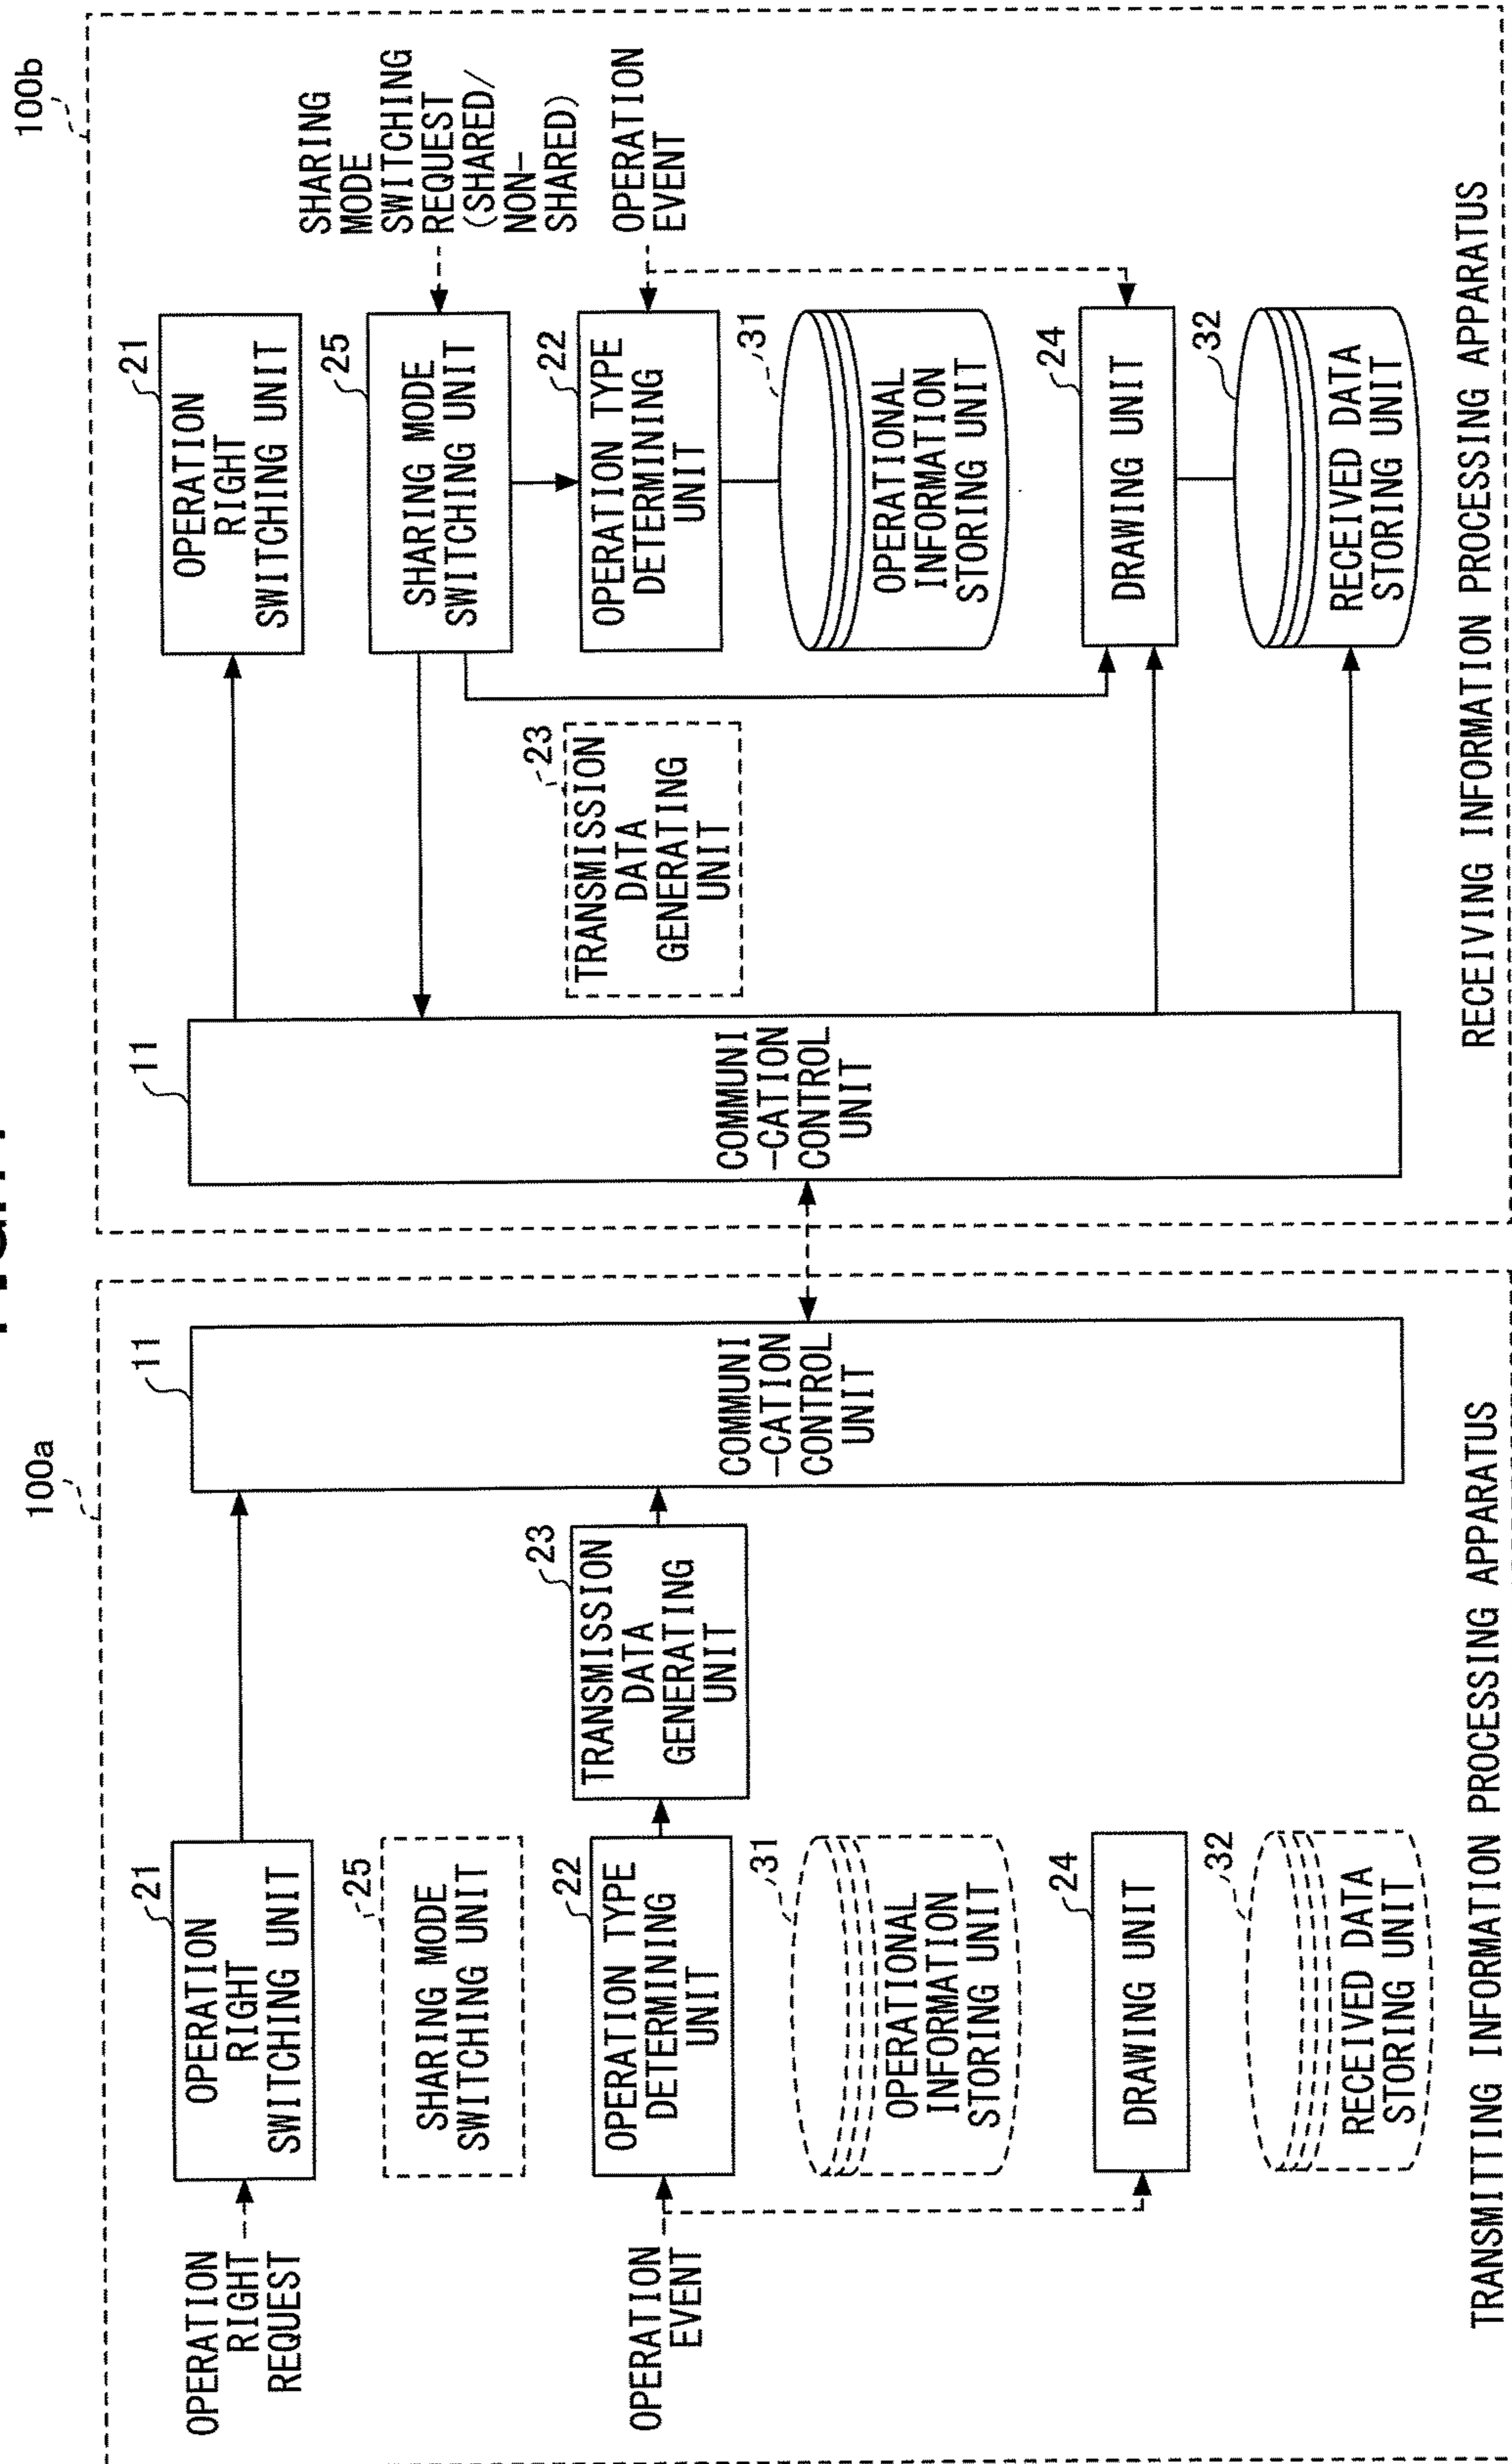 100a
TRANSMITTING INFORMATION PROCESSING APPARATUS
OPERATION
RIGHT
REQUEST
21
OPERATION
RIGHT
SWITCHING UNIT
25
SHARING MODE
SWITCHING UNIT
OPERATION
EVENT
22
OPERATION TYPE
DETERMINING
UNIT
23
TRANSMISSION
DATA
GENERATING
UNIT
31
OPERATIONAL
INFORMATION
STORING UNIT
24
DRAWING UNIT
32
RECEIVED DATA
STORING UNIT
11
COMMUNI
-CATION
CONTROL
UNIT
100b
RECEIVING INFORMATION PROCESSING APPARATUS
11
COMMUNI
-CATION
CONTROL
UNIT
21
OPERATION
RIGHT
SWITCHING UNIT
25
SHARING MODE
SWITCHING UNIT
SHARING
MODE
SWITCHING
REQUEST
(SHARED/
NON-
SHARED)
23
TRANSMISSION
DATA
GENERATING
UNIT
22
OPERATION TYPE
DETERMINING
UNIT
OPERATION
EVENT
31
OPERATIONAL
INFORMATION
STORING UNIT
24
DRAWING UNIT
32
RECEIVED DATA
STORING UNIT